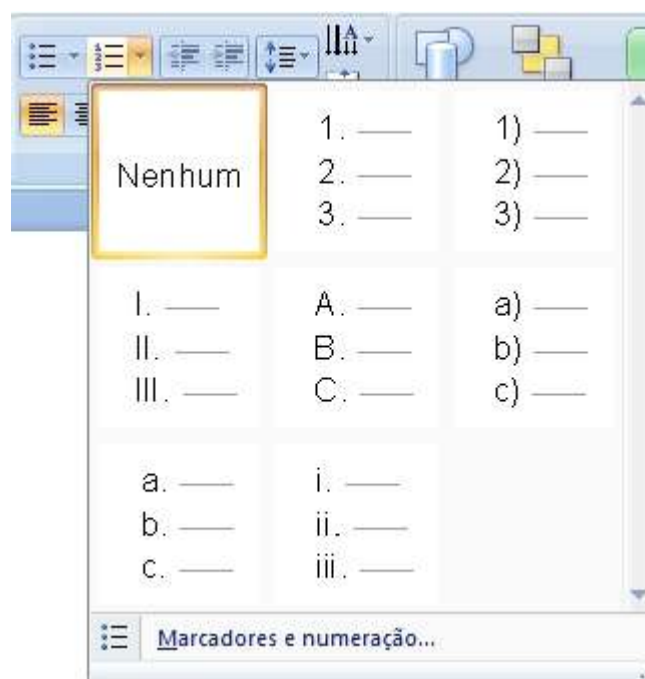 Nenhum
1.
2.
3.
1)
2)
3)
I.
II.
III.
A.
B.
C.
a)
b)
c)
a.
b.
c.
i.
ii.
iii.
Marcadores e numeração...